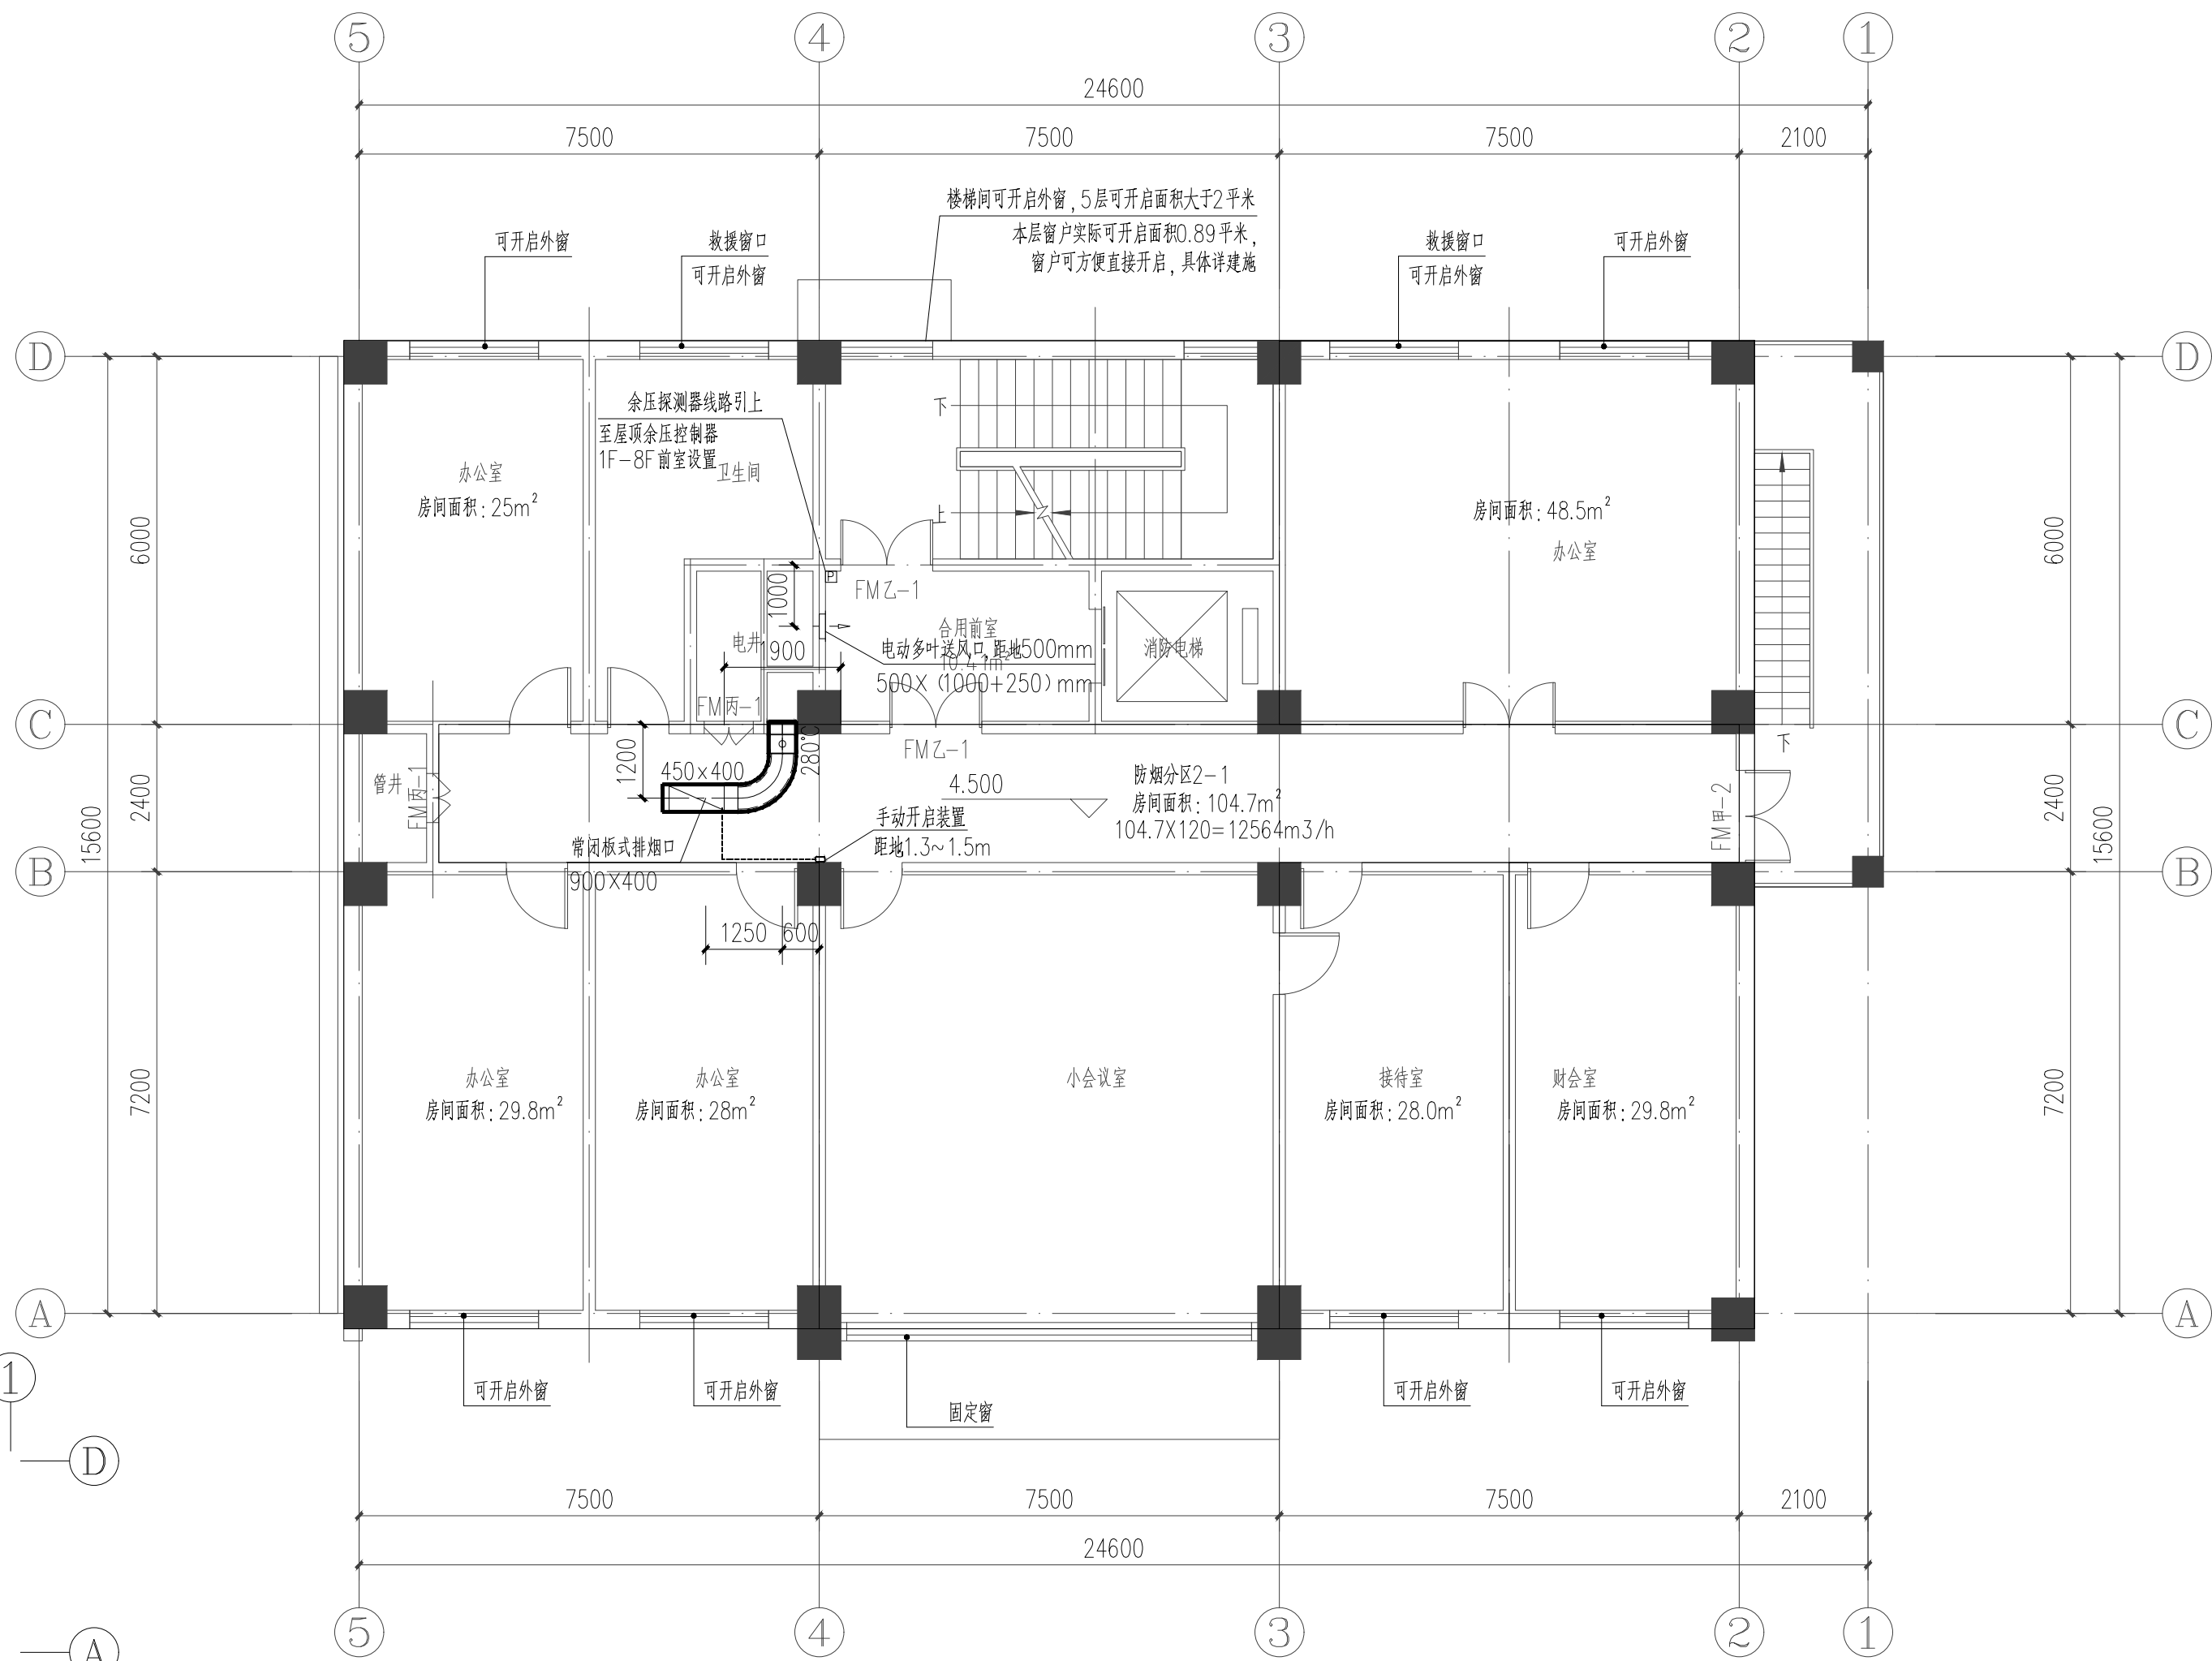 5 4 3 2 1
24600
7500 7500 7500 2100
楼梯间可开启外窗,5层可开启面积大于2平米
本层窗户实际可开启面积0.89平米,
窗户可方便直接开启,具体详建施
可开启外窗
救援窗口
可开启外窗
救援窗口
可开启外窗
可开启外窗
D
D
余压探测器线路引上
至屋顶余压控制器
1F-8F前室设置
卫生间
办公室
房间面积:25m²
下
上
房间面积:48.5m²
办公室
6000
6000
P
1000
FM乙-1
合用前室
10.41m²
电井
1900
电动多叶送风口,距地500mm
500X(1000+250)mm
消防电梯
FM丙-1
C
C
FM乙-1
下
280℃
1200
450×400
管井
FM丙-1
4.500
防烟分区2-1
房间面积:104.7m²
104.7X120=12564m3/h
FM甲-2
2400
2400
15600
15600
手动开启装置
距地1.3~1.5m
常闭板式排烟口
900X400
B
B
1250 600
办公室
房间面积:29.8m²
办公室
房间面积:28m²
小会议室
接待室
房间面积:28.0m²
财会室
房间面积:29.8m²
7200
7200
A
A
1
可开启外窗
可开启外窗
固定窗
可开启外窗
可开启外窗
D
7500 7500 7500 2100
24600
5 4 3 2 1
A